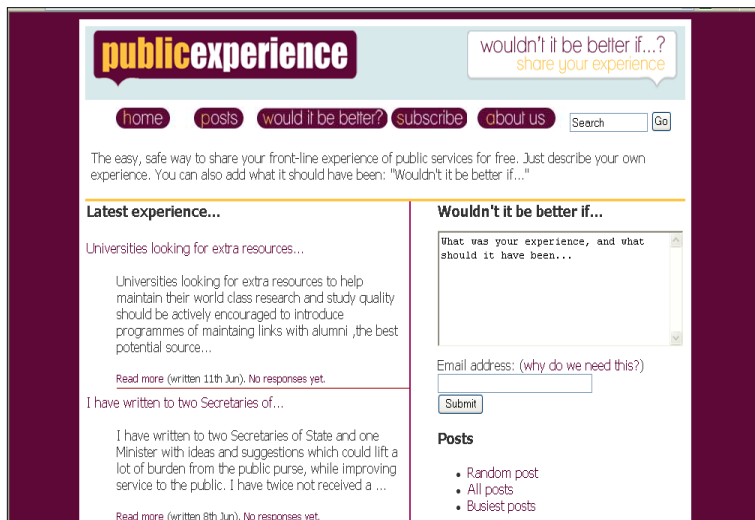 publicexperience
wouldn't it be better if...?
share your experience
home posts would it be better? subscribe about us Search Go
The easy, safe way to share your front-line experience of public services for free. Just describe your own
experience. You can also add what it should have been: "Wouldn't it be better if..."
Latest experience...
Universities looking for extra resources...
Universities looking for extra resources to help
maintain their world class research and study quality
should be actively encouraged to introduce
programmes of maintaing links with alumni ,the best
potential source...
Read more (written 11th Jun). No responses yet.
I have written to two Secretaries of...
I have written to two Secretaries of State and one
Minister with ideas and suggestions which could lift a
lot of burden from the public purse, while improving
service to the public. I have twice not received a ...
Read more (written 8th Jun). No responses yet.
Wouldn't it be better if...
What was your experience, and what
should it have been...
Email address: (why do we need this?)
Submit
Posts
Random post
All posts
Busiest posts